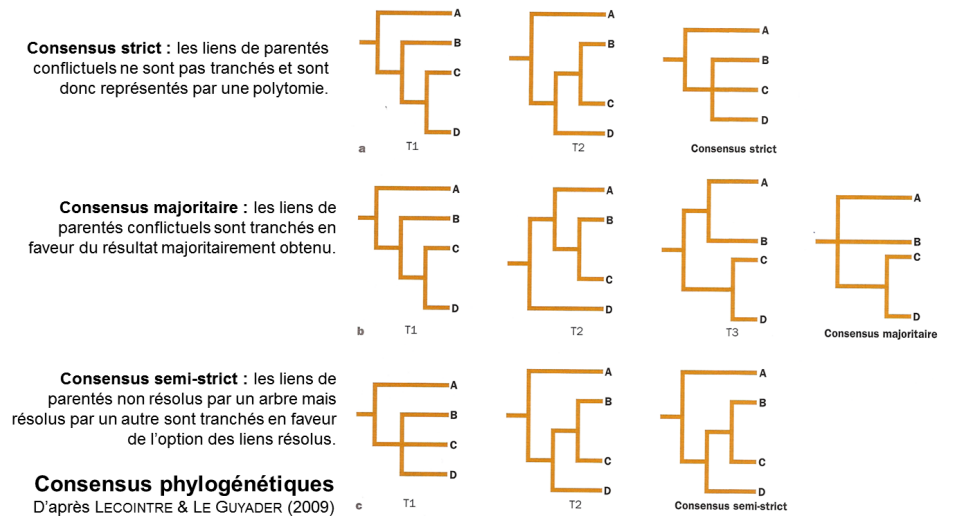 Consensus strict : les liens de parentés
conflictuels ne sont pas tranchés et sont
donc représentés par une polytomie.
A
B
C
D
a
T1
A
B
C
D
T2
A
B
C
D
Consensus strict
Consensus majoritaire : les liens de
parentés conflictuels sont tranchés en
faveur du résultat majoritairement obtenu.
A
B
C
D
b
T1
A
B
C
D
T2
A
B
C
D
T3
A
B
C
D
Consensus majoritaire
Consensus semi-strict : les liens de
parentés non résolus par un arbre mais
résolus par un autre sont tranchés en faveur
de l’option des liens résolus.
A
B
C
D
c
T1
A
B
C
D
T2
A
B
C
D
Consensus semi-strict
Consensus phylogénétiques
D’après LECOINTRE & LE GUYADER (2009)